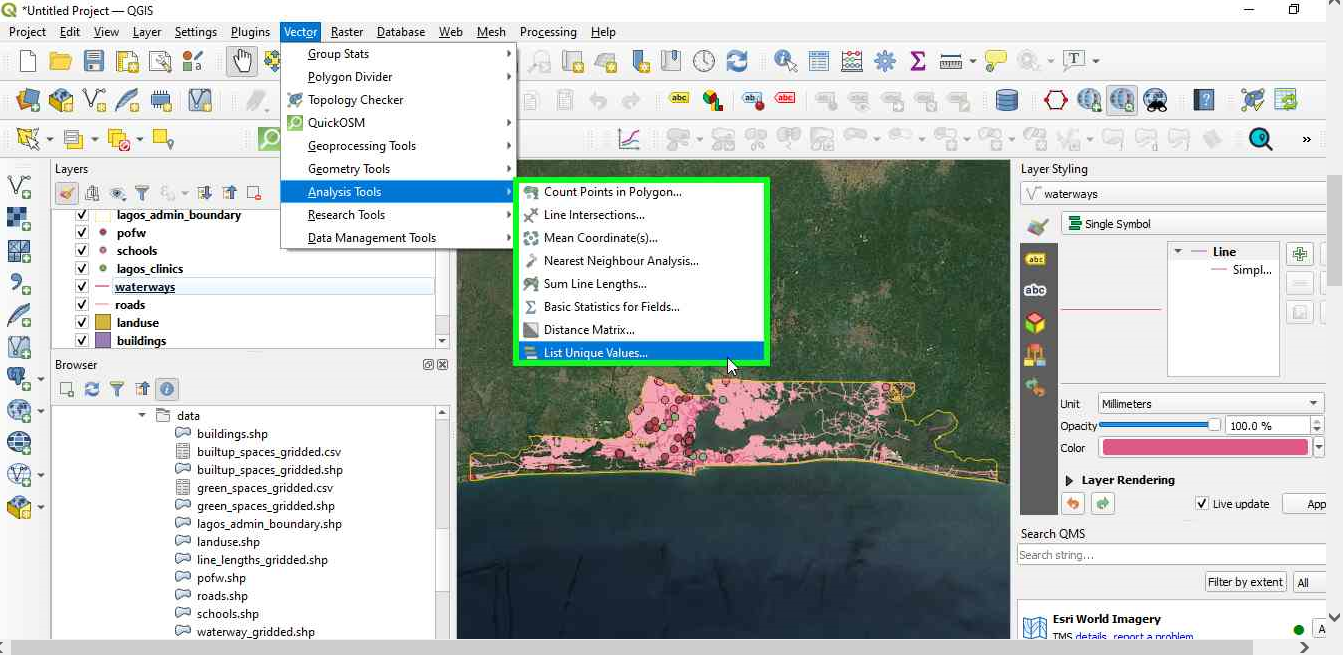 *Untitled Project — QGIS
Project Edit View Layer Settings Plugins Vector Raster Database Web Mesh Processing Help
Group Stats
Polygon Divider
Topology Checker
QuickOSM
Geoprocessing Tools
Geometry Tools
Analysis Tools
Research Tools
Data Management Tools
Count Points in Polygon...
Line Intersections...
Mean Coordinate(s)...
Nearest Neighbour Analysis...
Sum Line Lengths...
Basic Statistics for Fields...
Distance Matrix...
List Unique Values...
Layers
lagos_admin_boundary
pofw
schools
lagos_clinics
waterways
roads
landuse
buildings
Browser
data
buildings.shp
builtup_spaces_gridded.csv
builtup_spaces_gridded.shp
green_spaces_gridded.csv
green_spaces_gridded.shp
lagos_admin_boundary.shp
landuse.shp
line_lengths_gridded.shp
pofw.shp
roads.shp
schools.shp
waterway_gridded.shp
abc
ab
abc
T
»
Layer Styling
waterways
Single Symbol
abc
abc
Line
Simpl...
Unit Millimeters
Opacity 100.0 %
Color
Layer Rendering
Live update App
Search QMS
Search string...
Filter by extent All
Esri World Imagery
TMS details, report a problem
A